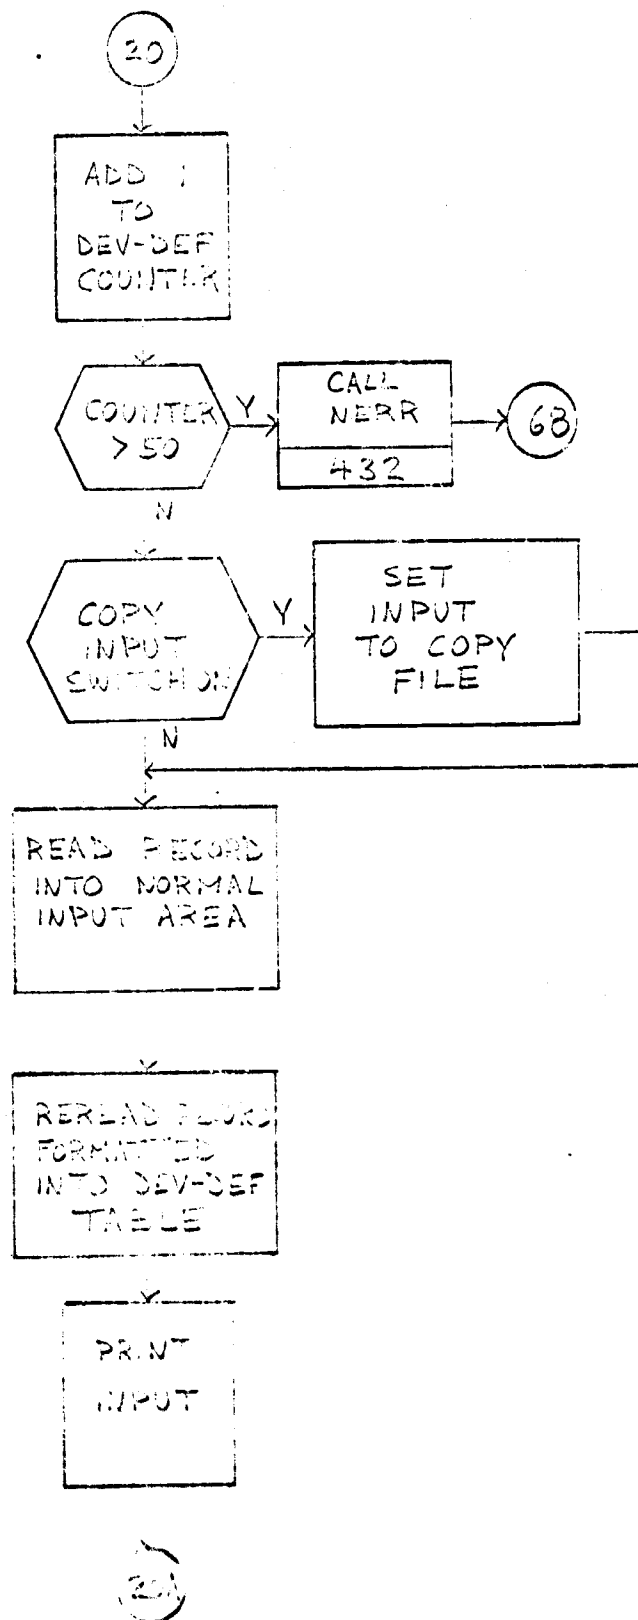 20
ADD 1
TO
DEV-DEF
COUNTER
COUNTER
> 50
Y
CALL
NERR
432
68
N
COPY
INPUT
SWITCH ON
Y
SET
INPUT
TO COPY
FILE
N
READ RECORD
INTO NORMAL
INPUT AREA
REREAD
FORMATTED
INTO DEV-DEF
TABLE
PRINT
INPUT